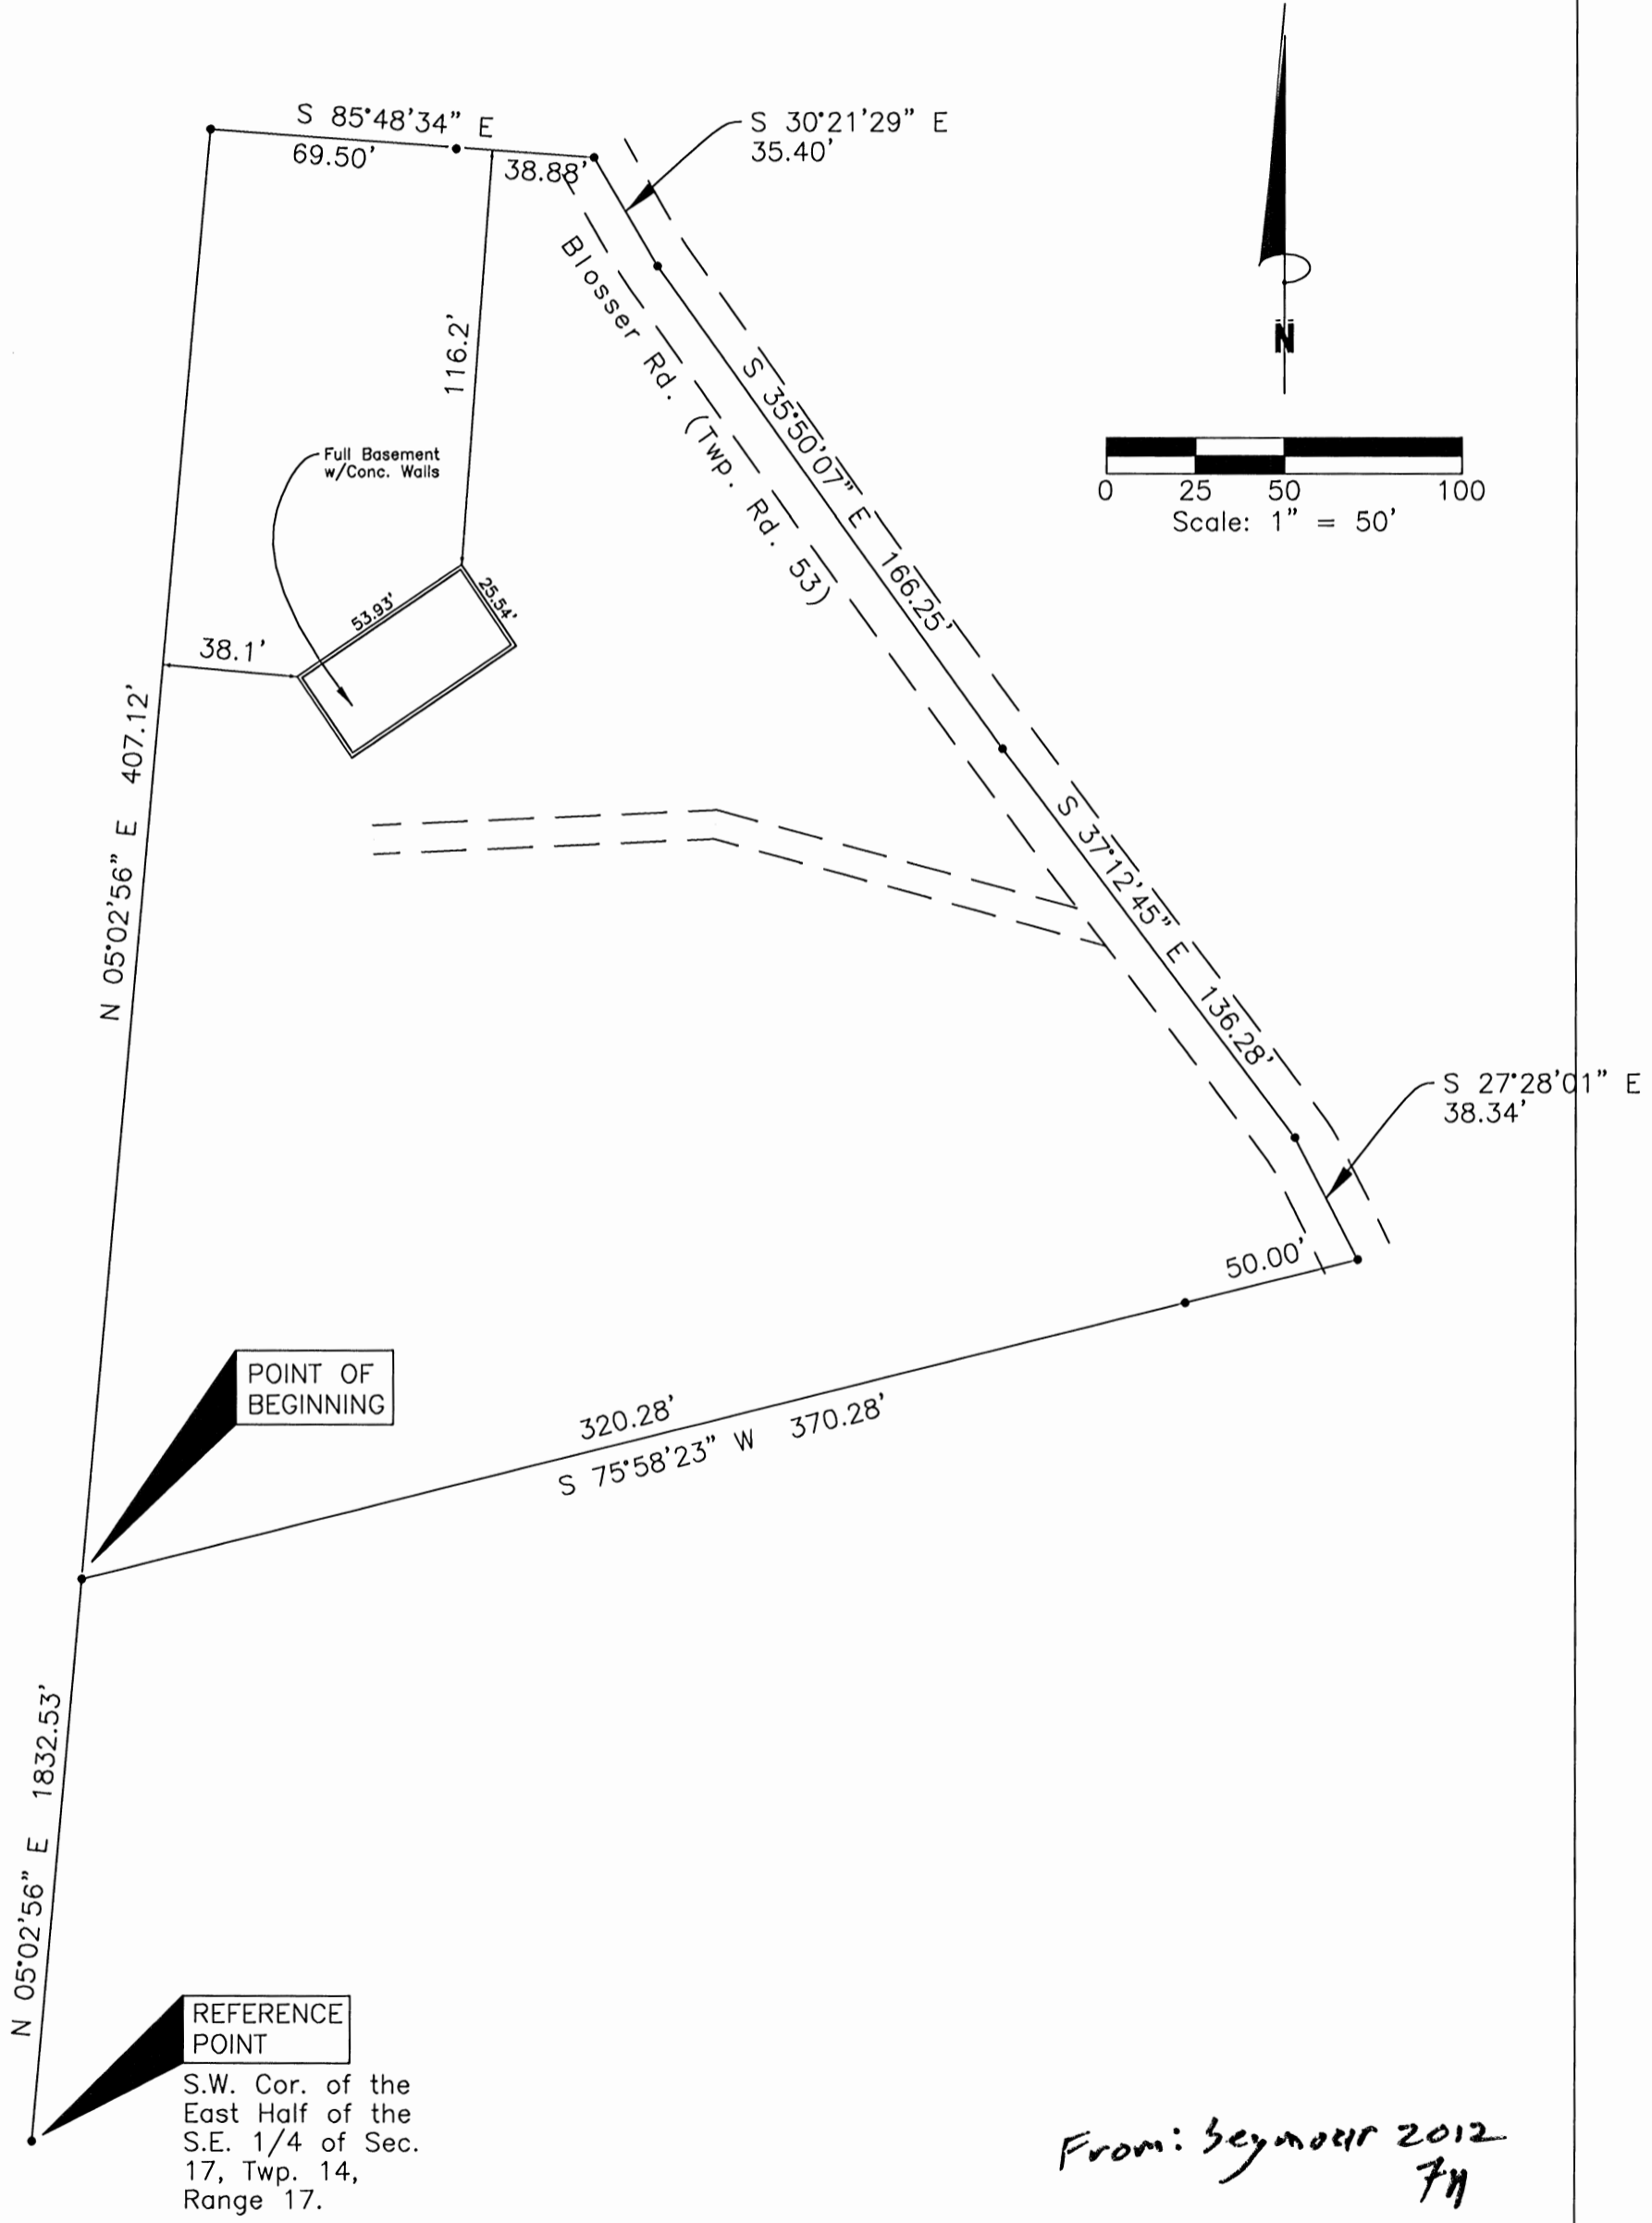 S 85°48'34" E
69.50'
38.88'
S 30°21'29" E
35.40'
N
0 25 50 100
Scale: 1" = 50'
Blosser Rd. (Twp. Rd. 53)
116.2'
S 35°50'07" E 166.25'
Full Basement
w/Conc. Walls
53.93'
25.54'
38.1'
N 05°02'56" E 407.12'
S 37°12'45" E 136.28'
S 27°28'01" E
38.34'
50.00'
POINT OF
BEGINNING
320.28'
S 75°58'23" W 370.28'
N 05°02'56" E 1832.53'
REFERENCE
POINT
S.W. Cor. of the
East Half of the
S.E. 1/4 of Sec.
17, Twp. 14,
Range 17.
From: Seymour 2012